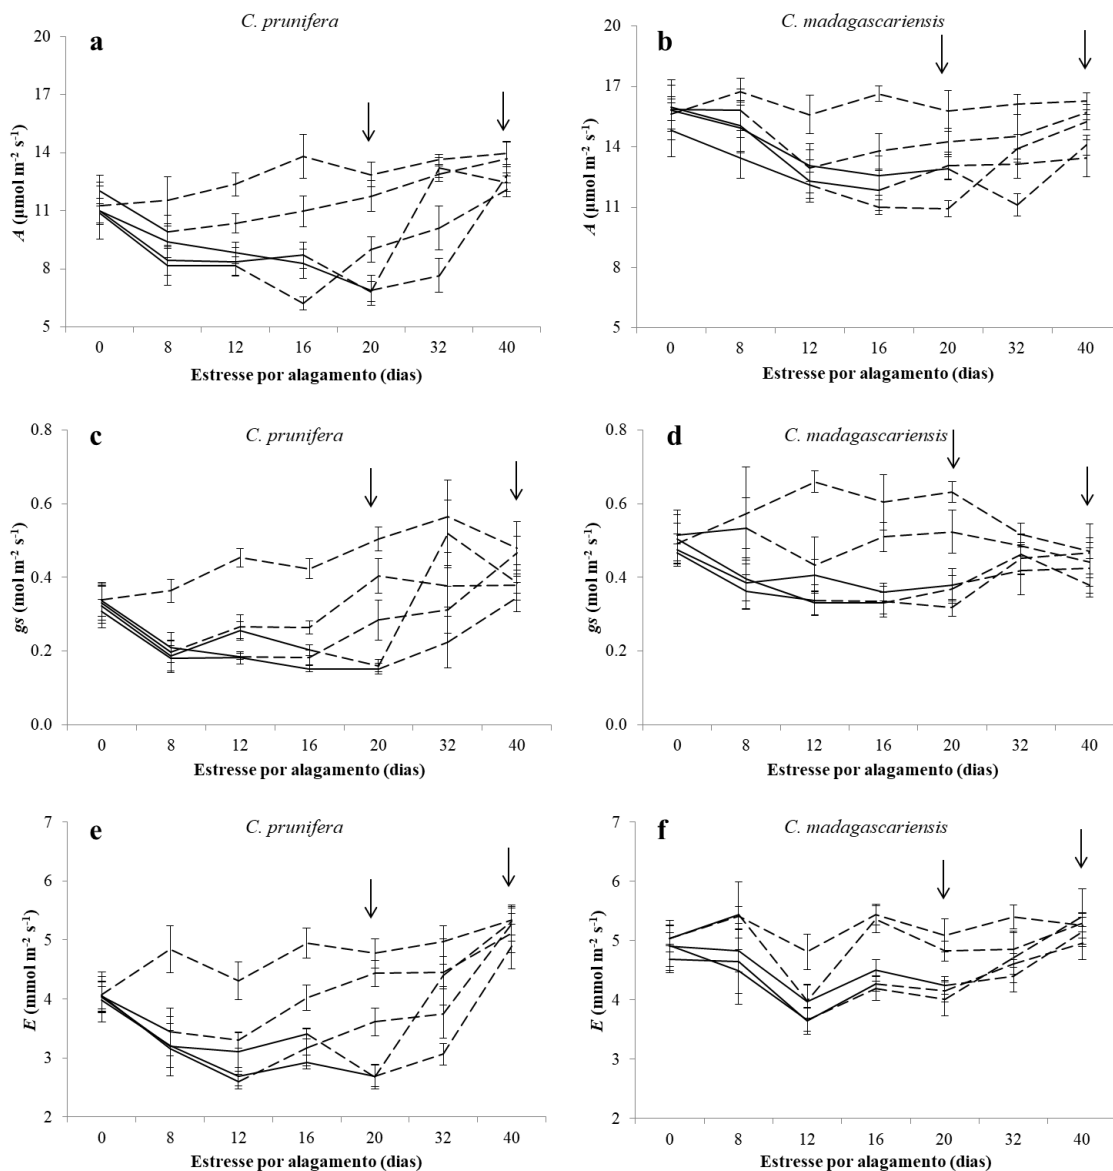 C. prunifera
a
20
17
14
11
8
5
A (µmol m⁻² s⁻¹)
0 8 12 16 20 32 40
Estresse por alagamento (dias)
C. madagascariensis
b
20
17
14
11
8
5
A (µmol m⁻² s⁻¹)
0 8 12 16 20 32 40
Estresse por alagamento (dias)
C. prunifera
c
0.8
0.6
0.4
0.2
0.0
gs (mol m⁻² s⁻¹)
0 8 12 16 20 32 40
Estresse por alagamento (dias)
C. madagascariensis
d
0.8
0.6
0.4
0.2
0.0
gs (mol m⁻² s⁻¹)
0 8 12 16 20 32 40
Estresse por alagamento (dias)
C. prunifera
e
7
6
5
4
3
2
E (mmol m⁻² s⁻¹)
0 8 12 16 20 32 40
Estresse por alagamento (dias)
C. madagascariensis
f
7
6
5
4
3
2
E (mmol m⁻² s⁻¹)
0 8 12 16 20 32 40
Estresse por alagamento (dias)